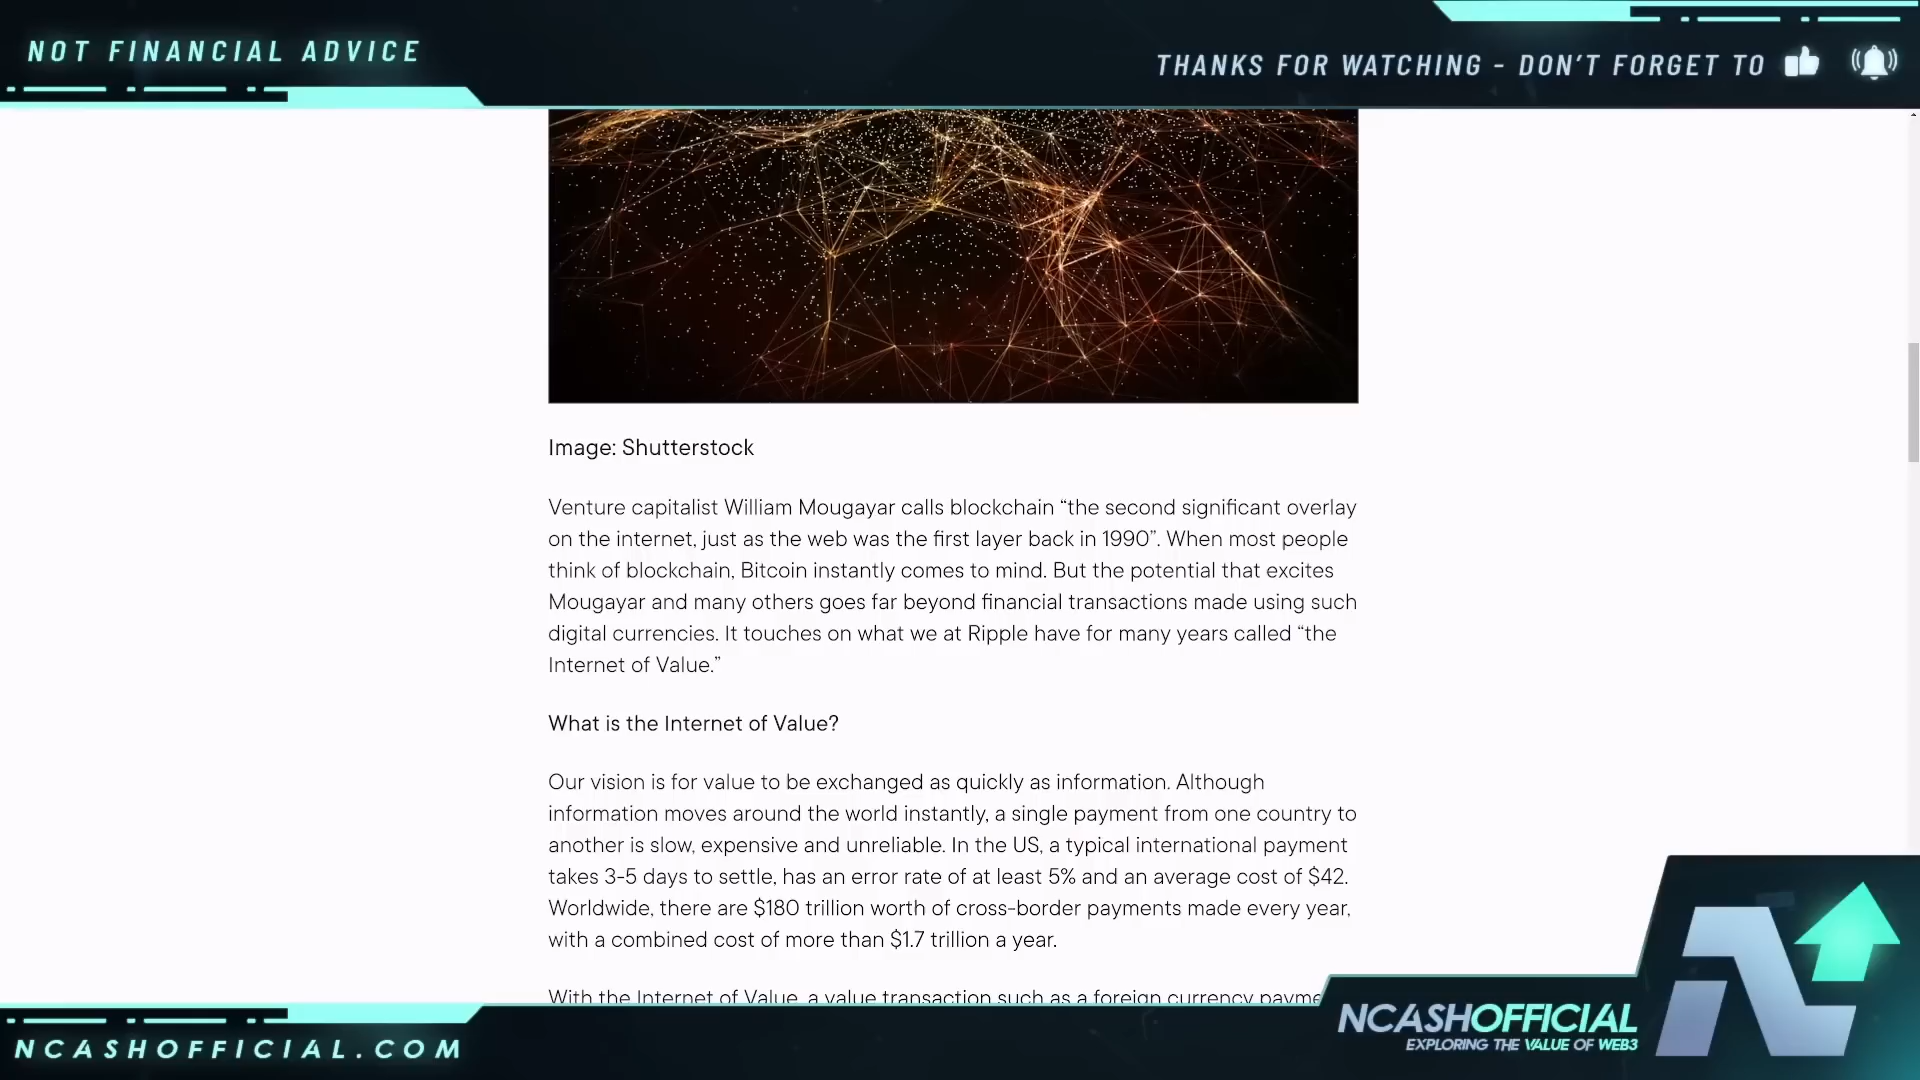 NOT FINANCIAL ADVICE
THANKS FOR WATCHING - DON'T FORGET TO
Image: Shutterstock
Venture capitalist William Mougayar calls blockchain “the second significant overlay
on the internet, just as the web was the first layer back in 1990”. When most people
think of blockchain, Bitcoin instantly comes to mind. But the potential that excites
Mougayar and many others goes far beyond financial transactions made using such
digital currencies. It touches on what we at Ripple have for many years called “the
Internet of Value.”
What is the Internet of Value?
Our vision is for value to be exchanged as quickly as information. Although
information moves around the world instantly, a single payment from one country to
another is slow, expensive and unreliable. In the US, a typical international payment
takes 3-5 days to settle, has an error rate of at least 5% and an average cost of $42.
Worldwide, there are $180 trillion worth of cross-border payments made every year,
with a combined cost of more than $1.7 trillion a year.
With the Internet of Value, a value transaction such as a foreign currency
NCASHOFFICIAL
EXPLORING THE VALUE OF WEB3
NCASHOFFICIAL.COM